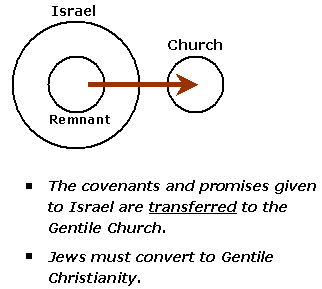 Israel
Church
Remnant
▪ The covenants and promises given
to Israel are transferred to the
Gentile Church.
▪ Jews must convert to Gentile
Christianity.